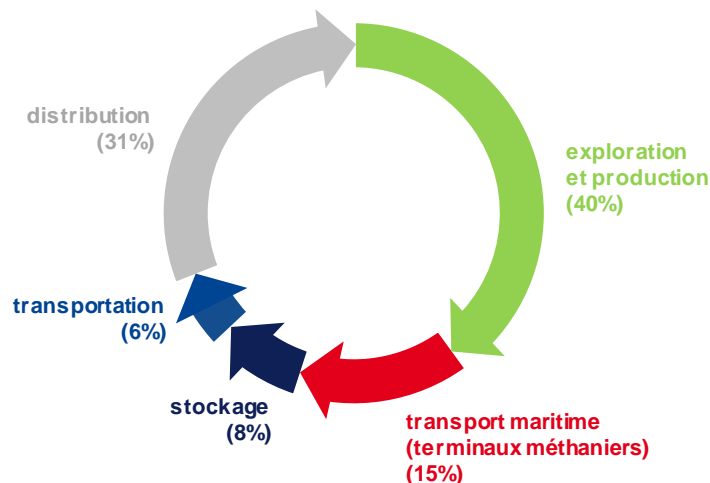 exploration
et production
(40%)
transport maritime
(terminaux méthaniers)
(15%)
stockage
(8%)
transportation
(6%)
distribution
(31%)